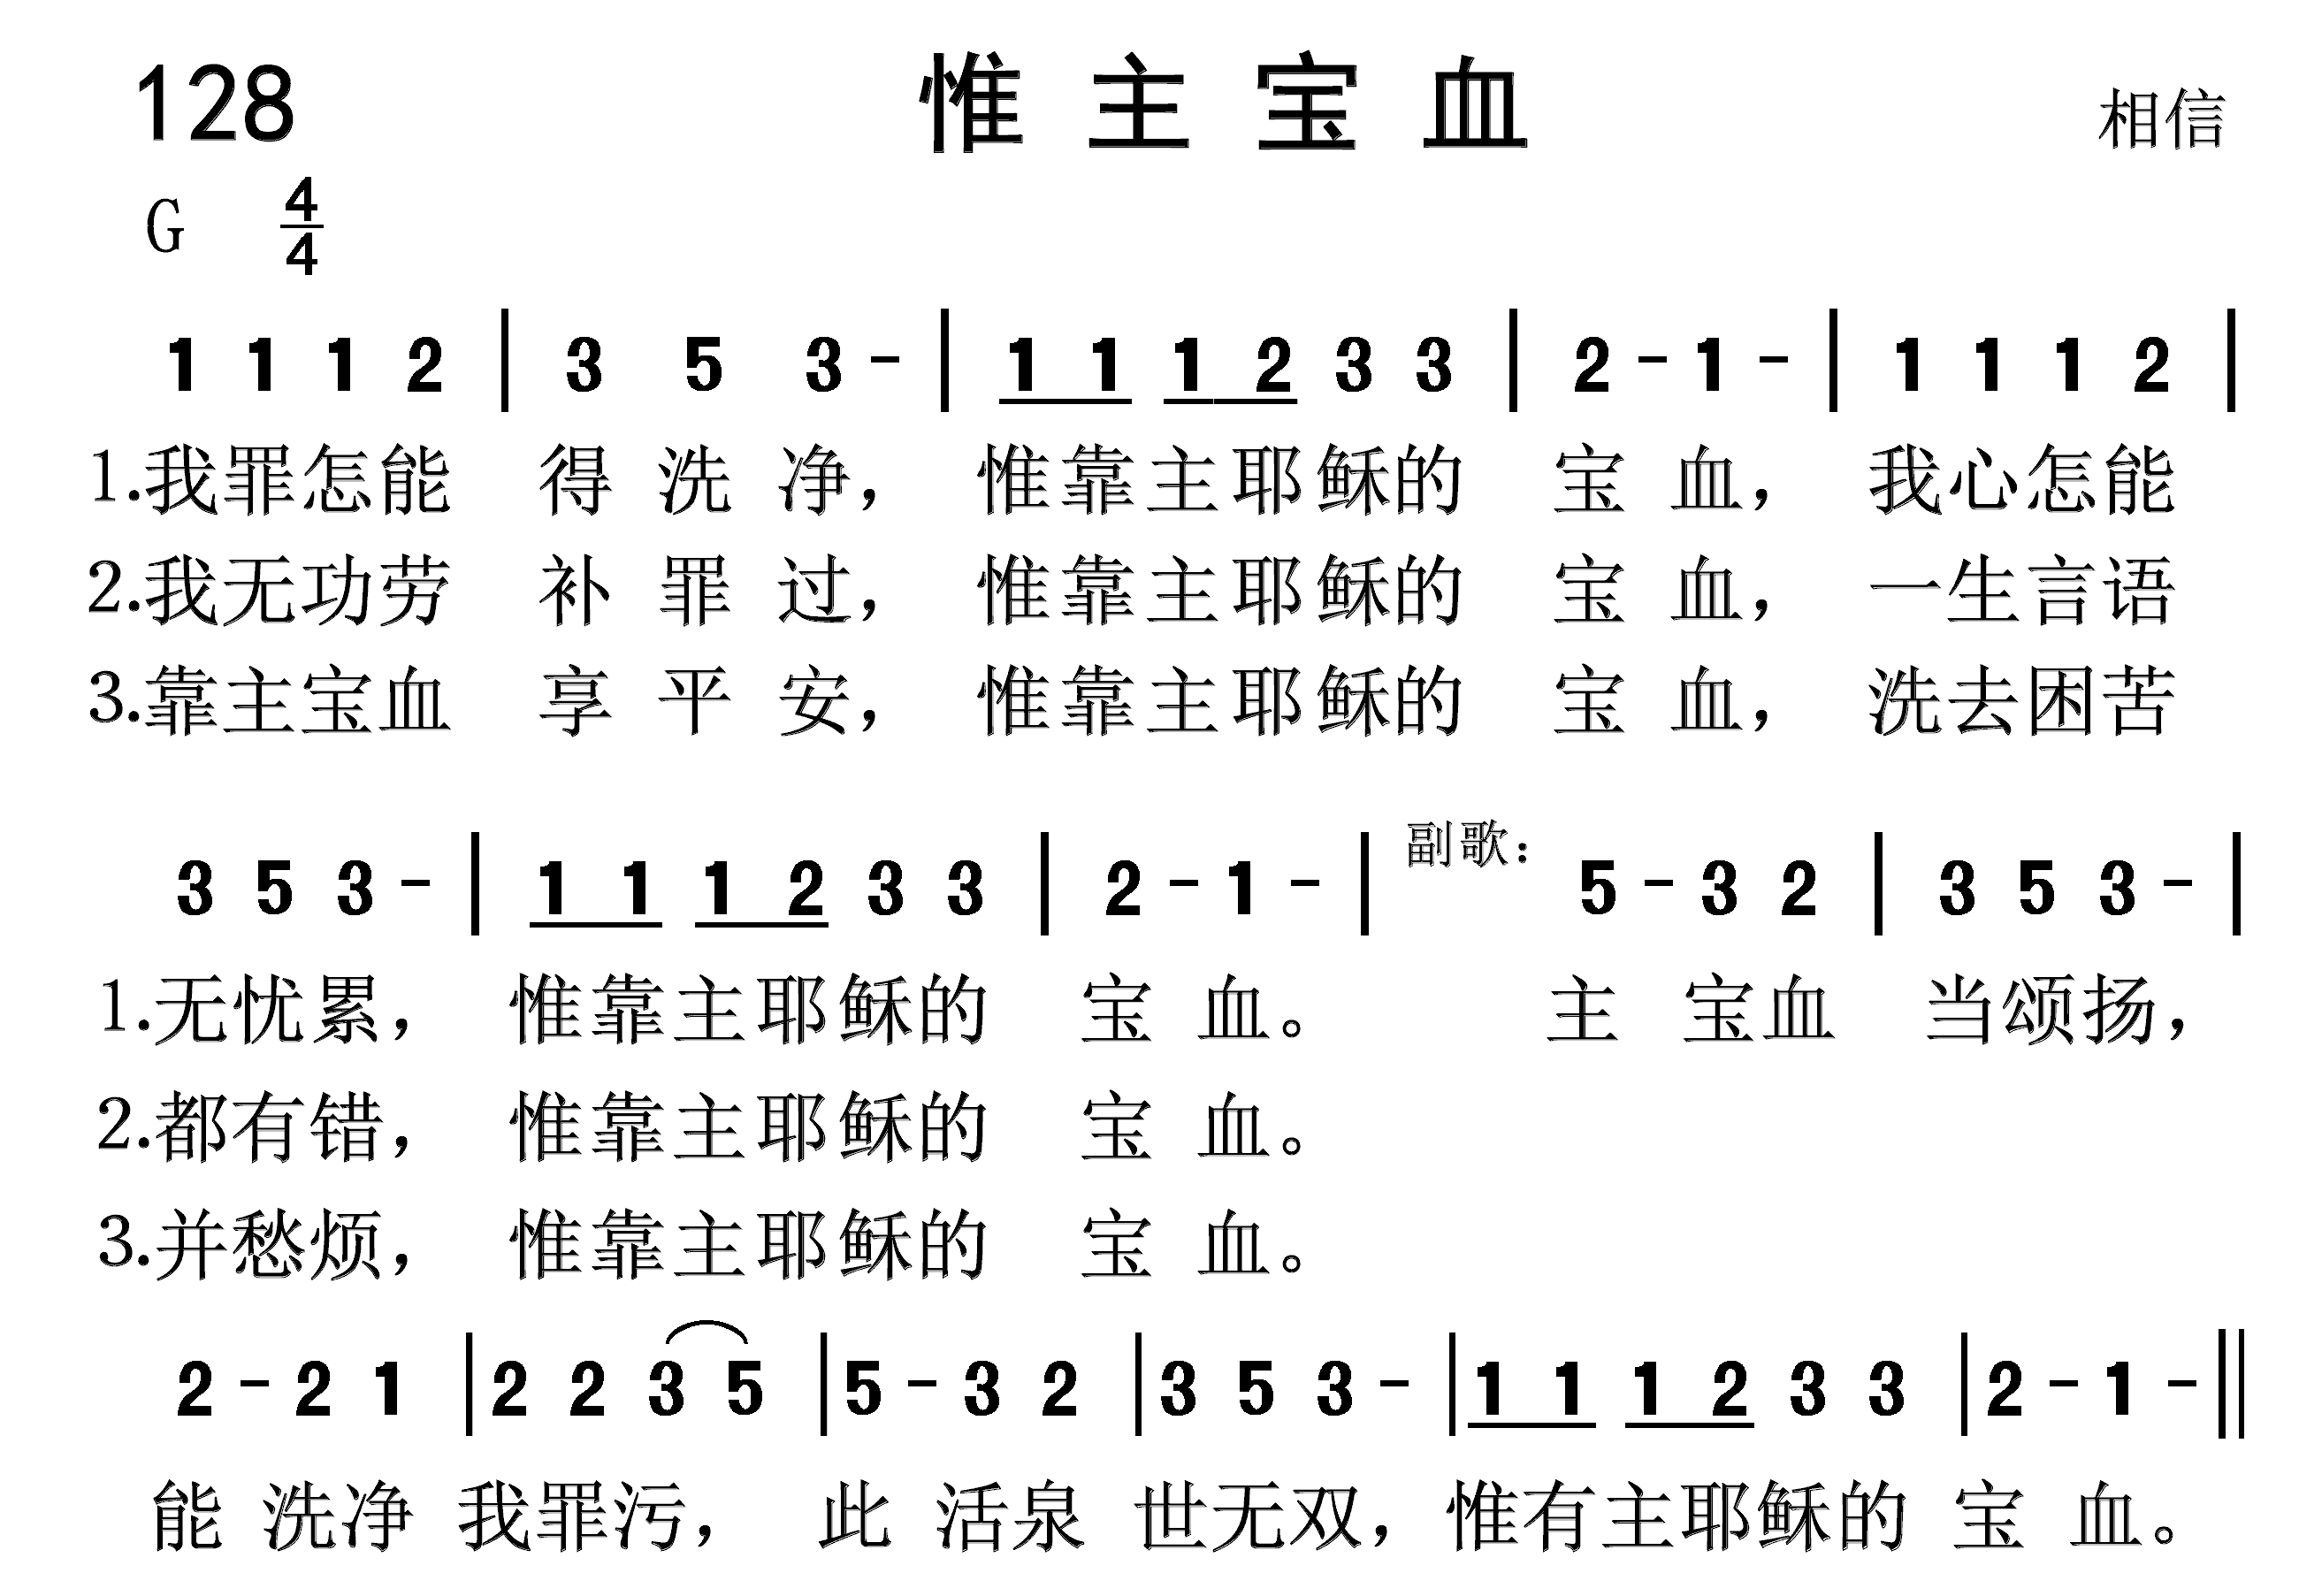 128 惟主宝血 相信
G 4/4
1 1 1 2 | 3 5 3 - | 1 1 1 2 3 3 | 2 - 1 - | 1 1 1 2 |
1.我罪怎能 得洗净， 惟靠主耶稣的 宝血， 我心怎能
2.我无功劳 补罪过， 惟靠主耶稣的 宝血， 一生言语
3.靠主宝血 享平安， 惟靠主耶稣的 宝血， 洗去困苦
3 5 3 - | 1 1 1 2 3 3 | 2 - 1 - | 副歌： 5 - 3 2 | 3 5 3 - |
1.无忧累， 惟靠主耶稣的 宝血。 主 宝血 当颂扬，
2.都有错， 惟靠主耶稣的 宝血。
3.并愁烦， 惟靠主耶稣的 宝血。
2 - 2 1 | 2 2 3 5 | 5 - 3 2 | 3 5 3 - | 1 1 1 2 3 3 | 2 - 1 - ||
能 洗净 我罪污， 此 活泉 世无双， 惟有主耶稣的 宝血。